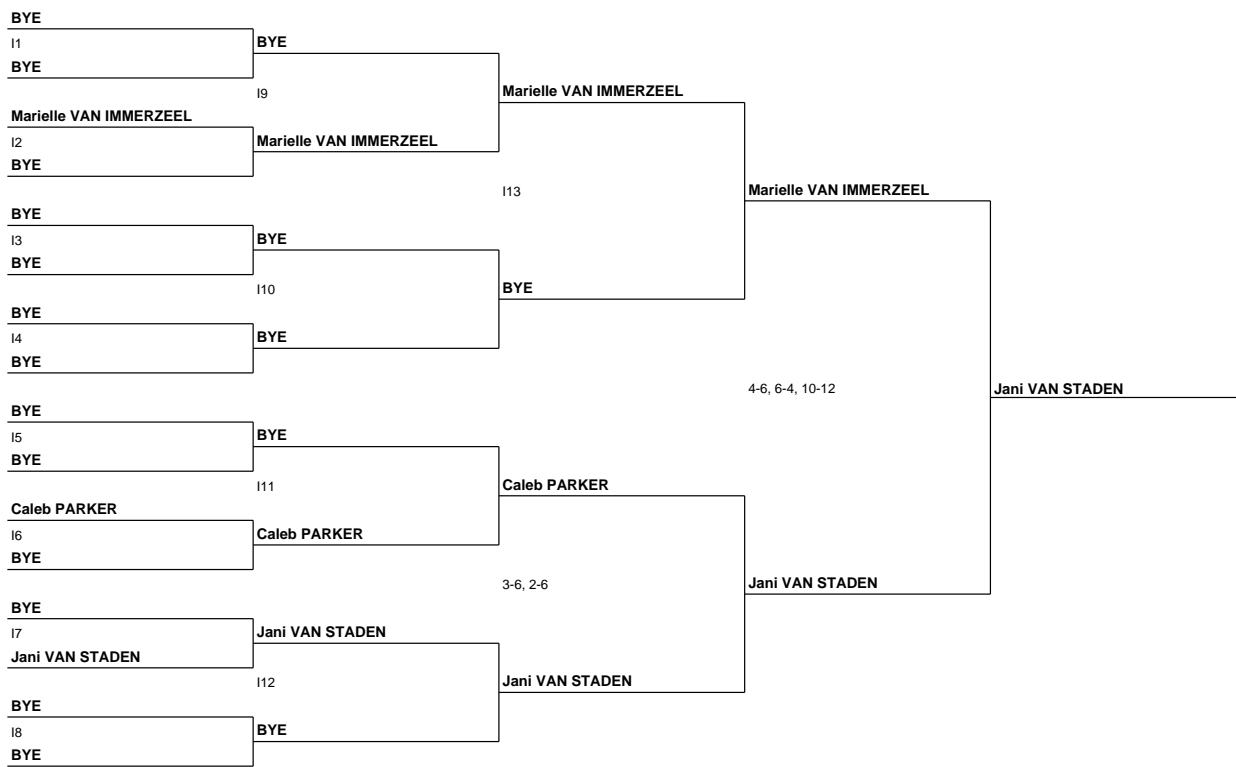 BYE
I1
BYE
Marielle VAN IMMERZEEL
I2
BYE
BYE
I3
BYE
BYE
I4
BYE
BYE
I5
BYE
Caleb PARKER
I6
BYE
BYE
I7
Jani VAN STADEN
BYE
I8
BYE
BYE
I9
Marielle VAN IMMERZEEL
BYE
I10
BYE
BYE
I11
Caleb PARKER
Jani VAN STADEN
I12
BYE
Marielle VAN IMMERZEEL
I13
BYE
Caleb PARKER
3-6, 2-6
Jani VAN STADEN
Marielle VAN IMMERZEEL
4-6, 6-4, 10-12
Jani VAN STADEN
Jani VAN STADEN